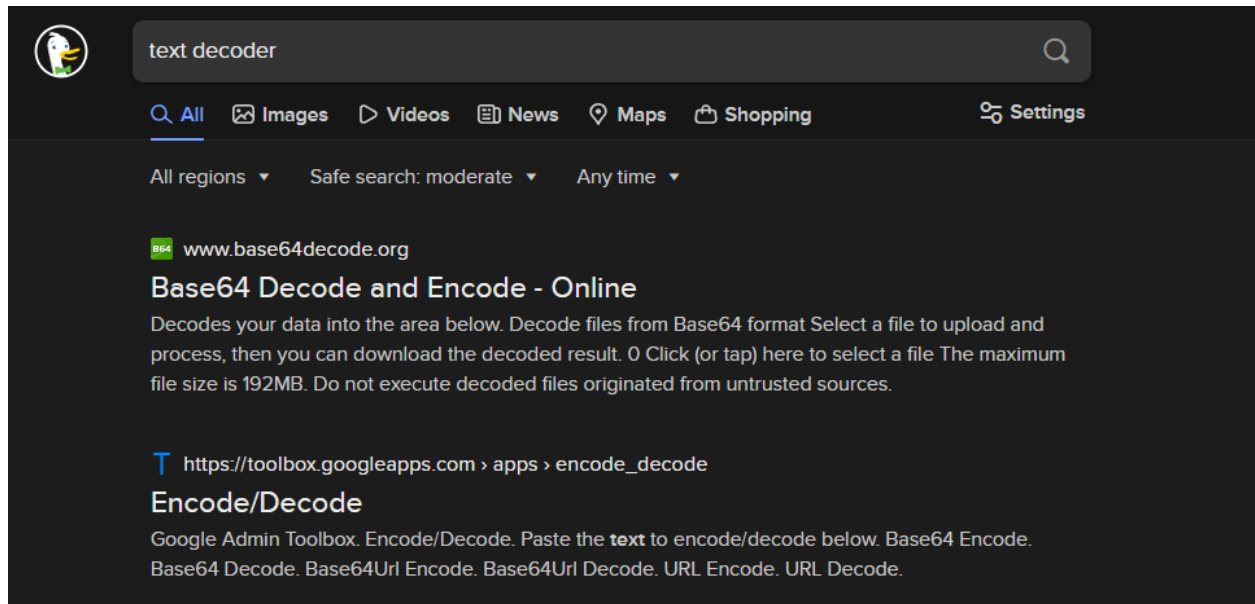 text decoder
All Images Videos News Maps Shopping Settings
All regions Safe search: moderate Any time
B64 www.base64decode.org
Base64 Decode and Encode - Online
Decodes your data into the area below. Decode files from Base64 format Select a file to upload and
process, then you can download the decoded result. 0 Click (or tap) here to select a file The maximum
file size is 192MB. Do not execute decoded files originated from untrusted sources.
T https://toolbox.googleapps.com › apps › encode_decode
Encode/Decode
Google Admin Toolbox. Encode/Decode. Paste the text to encode/decode below. Base64 Encode.
Base64 Decode. Base64Url Encode. Base64Url Decode. URL Encode. URL Decode.